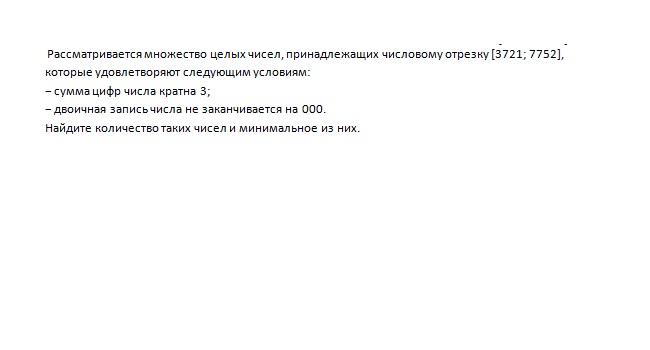 Рассматривается множество целых чисел, принадлежащих числовому отрезку [3721; 7752],
которые удовлетворяют следующим условиям:
− сумма цифр числа кратна 3;
− двоичная запись числа не заканчивается на 000.
Найдите количество таких чисел и минимальное из них.